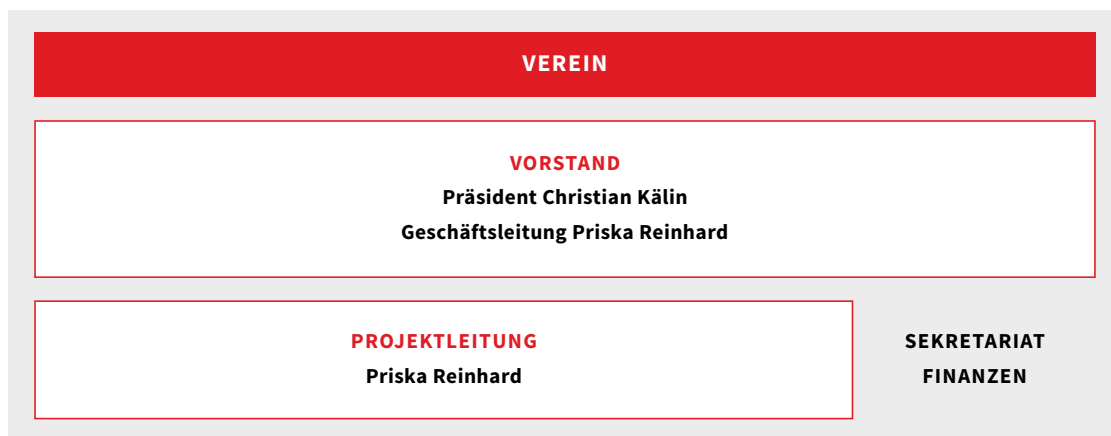 VEREIN
VORSTAND
Präsident Christian Kälin
Geschäftsleitung Priska Reinhard
PROJEKTLEITUNG
Priska Reinhard
SEKRETARIAT
FINANZEN